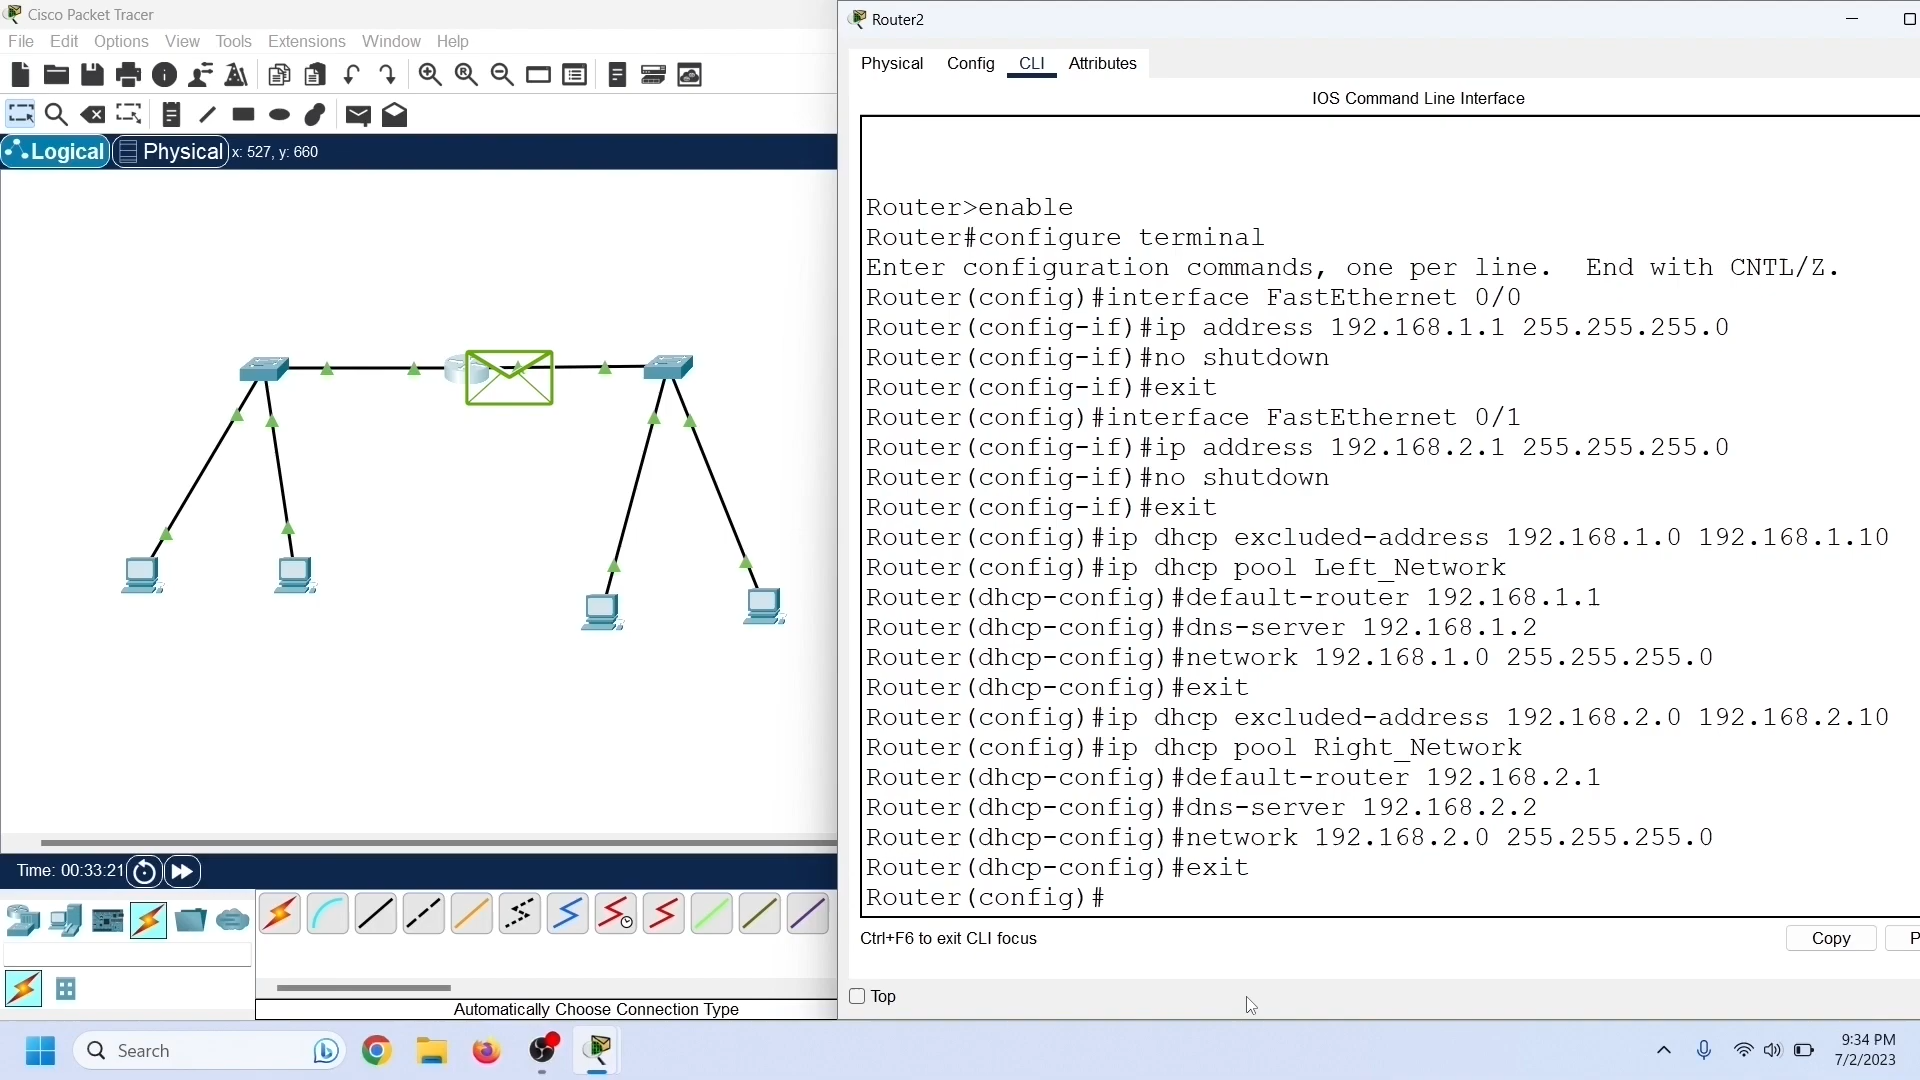 Cisco Packet Tracer
File Edit Options View Tools Extensions Window Help
Logical Physical x: 527, y: 660
Time: 00:33:21
Automatically Choose Connection Type
Router2
Physical Config CLI Attributes
IOS Command Line Interface
Router>enable
Router#configure terminal
Enter configuration commands, one per line.  End with CNTL/Z.
Router(config)#interface FastEthernet 0/0
Router(config-if)#ip address 192.168.1.1 255.255.255.0
Router(config-if)#no shutdown
Router(config-if)#exit
Router(config)#interface FastEthernet 0/1
Router(config-if)#ip address 192.168.2.1 255.255.255.0
Router(config-if)#no shutdown
Router(config-if)#exit
Router(config)#ip dhcp excluded-address 192.168.1.0 192.168.1.10
Router(config)#ip dhcp pool Left_Network
Router(dhcp-config)#default-router 192.168.1.1
Router(dhcp-config)#dns-server 192.168.1.2
Router(dhcp-config)#network 192.168.1.0 255.255.255.0
Router(dhcp-config)#exit
Router(config)#ip dhcp excluded-address 192.168.2.0 192.168.2.10
Router(config)#ip dhcp pool Right_Network
Router(dhcp-config)#default-router 192.168.2.1
Router(dhcp-config)#dns-server 192.168.2.2
Router(dhcp-config)#network 192.168.2.0 255.255.255.0
Router(dhcp-config)#exit
Router(config)#
Ctrl+F6 to exit CLI focus
Copy P
Top
Search
9:34 PM
7/2/2023